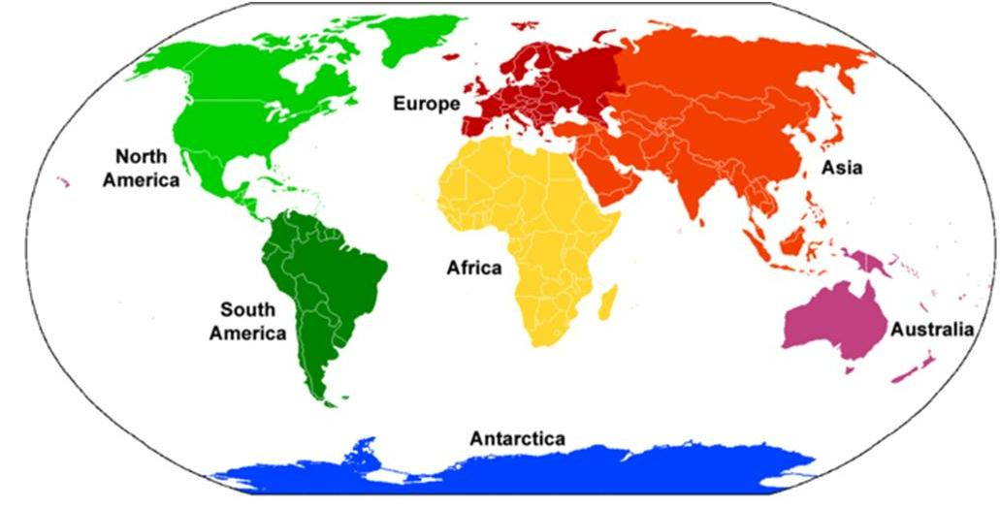 Europe
North
America
Asia
Africa
South
America
Australia
Antarctica